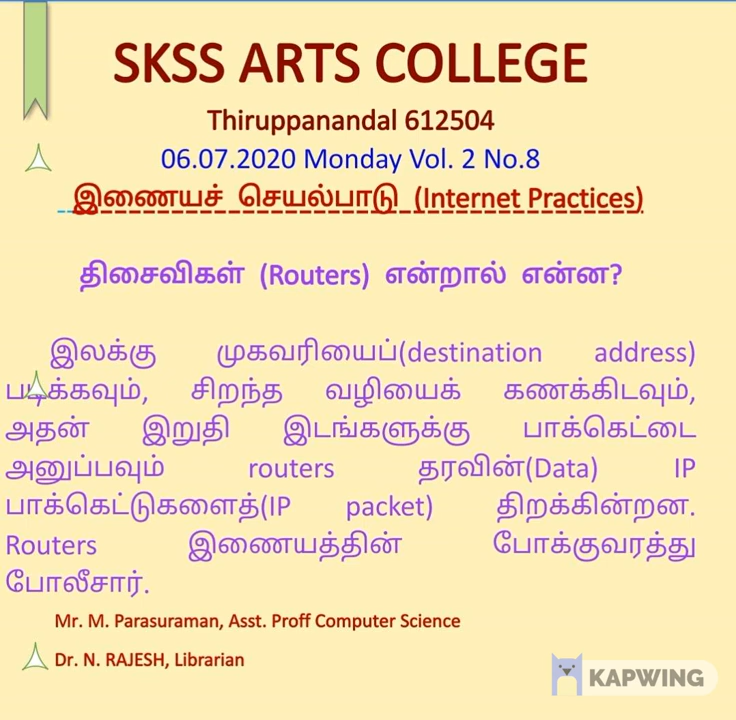 SKSS ARTS COLLEGE
Thiruppanandal 612504
06.07.2020 Monday Vol. 2 No.8
இணையச் செயல்பாடு (Internet Practices)
திசைவிகள் (Routers) என்றால் என்ன?
இலக்கு முகவரியைப்(destination address)
படிக்கவும், சிறந்த வழியைக் கணக்கிடவும்,
அதன் இறுதி இடங்களுக்கு பாக்கெட்டை
அனுப்பவும் routers தரவின்(Data) IP
பாக்கெட்டுகளைத்(IP packet) திறக்கின்றன.
Routers இணையத்தின் போக்குவரத்து
போலீசார்.
Mr. M. Parasuraman, Asst. Proff Computer Science
Dr. N. RAJESH, Librarian
KAPWING